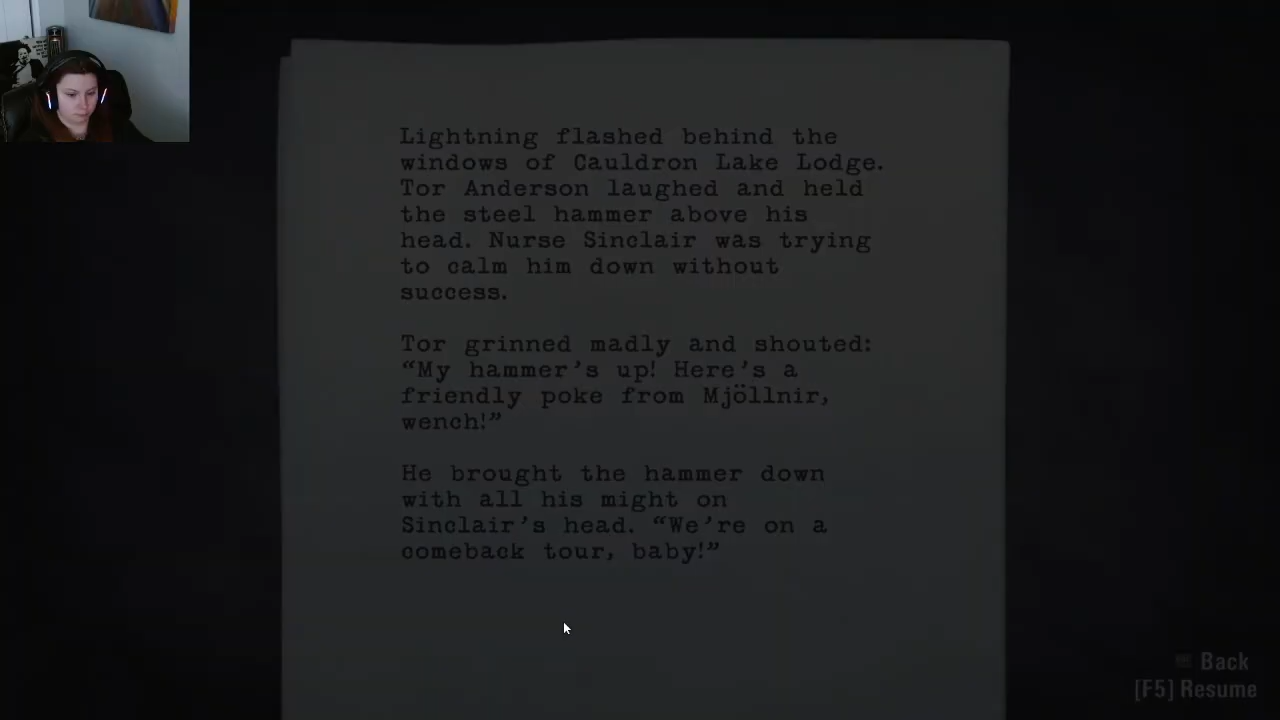 Lightning flashed behind the
windows of Cauldron Lake Lodge.
Tor Anderson laughed and held
the steel hammer above his
head. Nurse Sinclair was trying
to calm him down without
success.
Tor grinned madly and shouted:
“My hammer’s up! Here’s a
friendly poke from Mjöllnir,
wench!”
He brought the hammer down
with all his might on
Sinclair’s head. “We’re on a
comeback tour, baby!”
Back
[F5] Resume